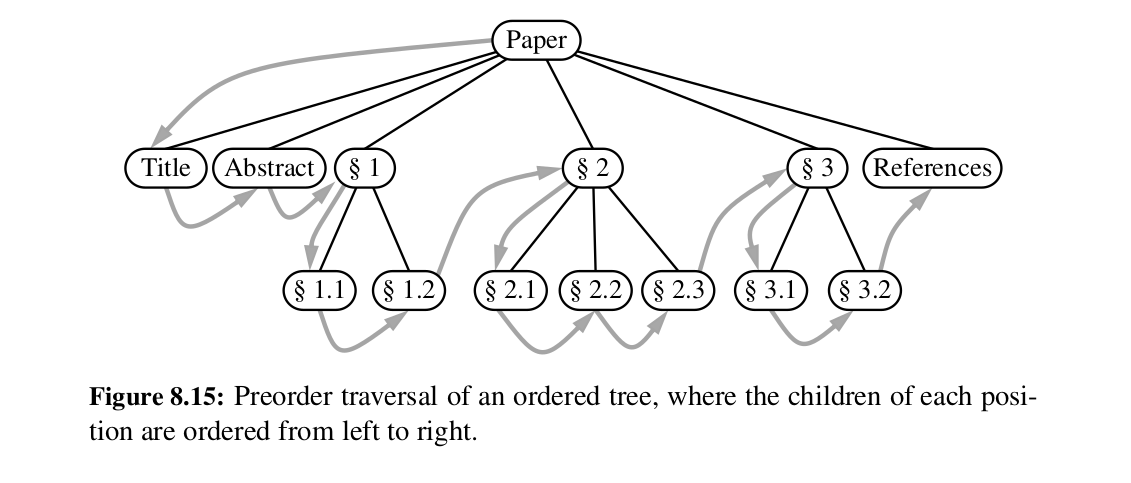 Paper
Title Abstract § 1 § 2 § 3 References
§ 1.1 § 1.2 § 2.1 § 2.2 § 2.3 § 3.1 § 3.2
Figure 8.15: Preorder traversal of an ordered tree, where the children of each posi-
tion are ordered from left to right.